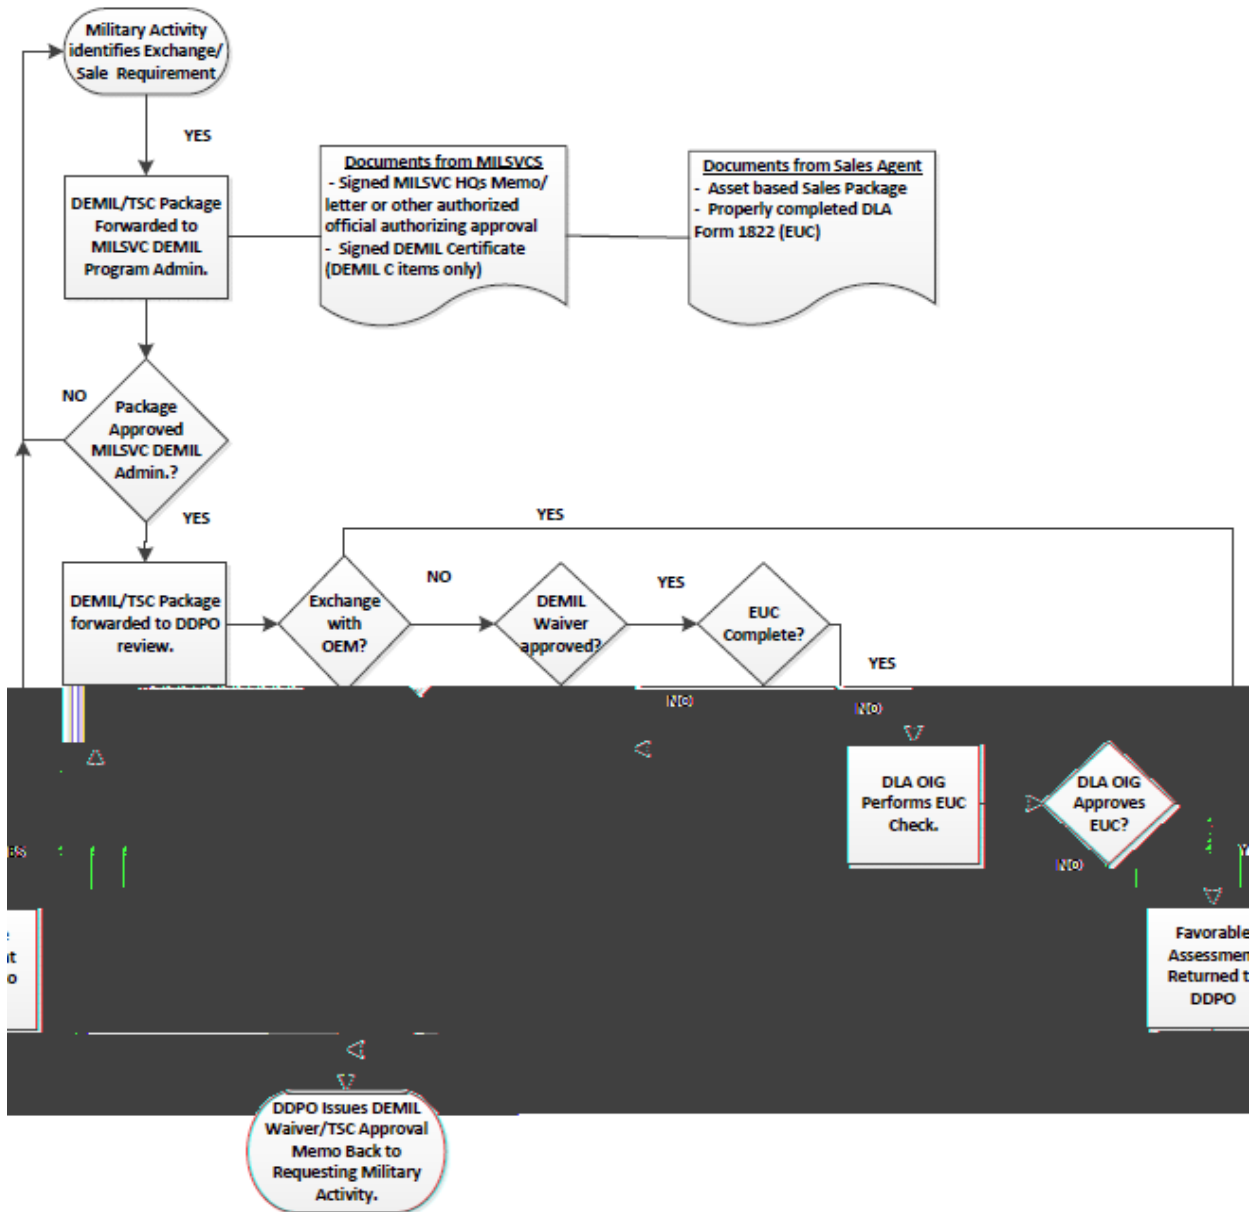 Military Activity
identifies Exchange/
Sale Requirement
YES
Documents from MILSVCS
- Signed MILSVC HQs Memo/
letter or other authorized
official authorizing approval
- Signed DEMIL Certificate
(DEMIL C items only)
Documents from Sales Agent
- Asset based Sales Package
- Properly completed DLA
Form 1822 (EUC)
DEMIL/TSC Package
Forwarded to
MILSVC DEMIL
Program Admin.
NO
Package
Approved
MILSVC DEMIL
Admin.?
YES
YES
DEMIL/TSC Package
forwarded to DDPO
review.
Exchange
with
OEM?
NO
DEMIL
Waiver
approved?
YES
EUC
Complete?
YES
DLA OIG
Performs EUC
Check.
DLA OIG
Approves
EUC?
Favorable
Returned
DDPO
DDPO Issues DEMIL
Waiver/TSC Approval
Memo Back to
Requesting Military
Activity.